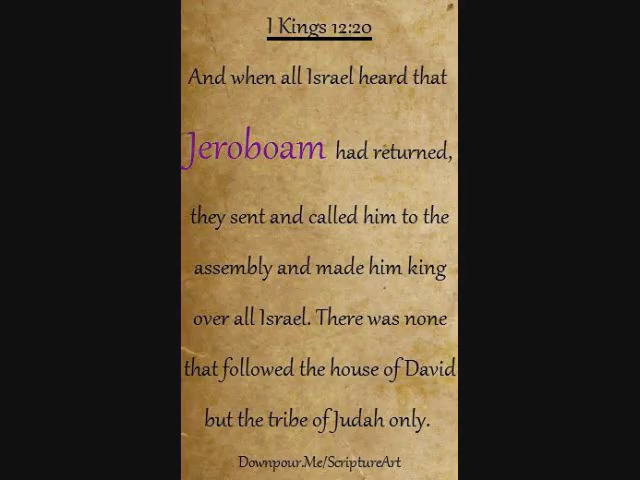 I Kings 12:20
And when all Israel heard that
Jeroboam had returned,
they sent and called him to the
assembly and made him king
over all Israel. There was none
that followed the house of David
but the tribe of Judah only.
Downpour.Me/ScriptureArt